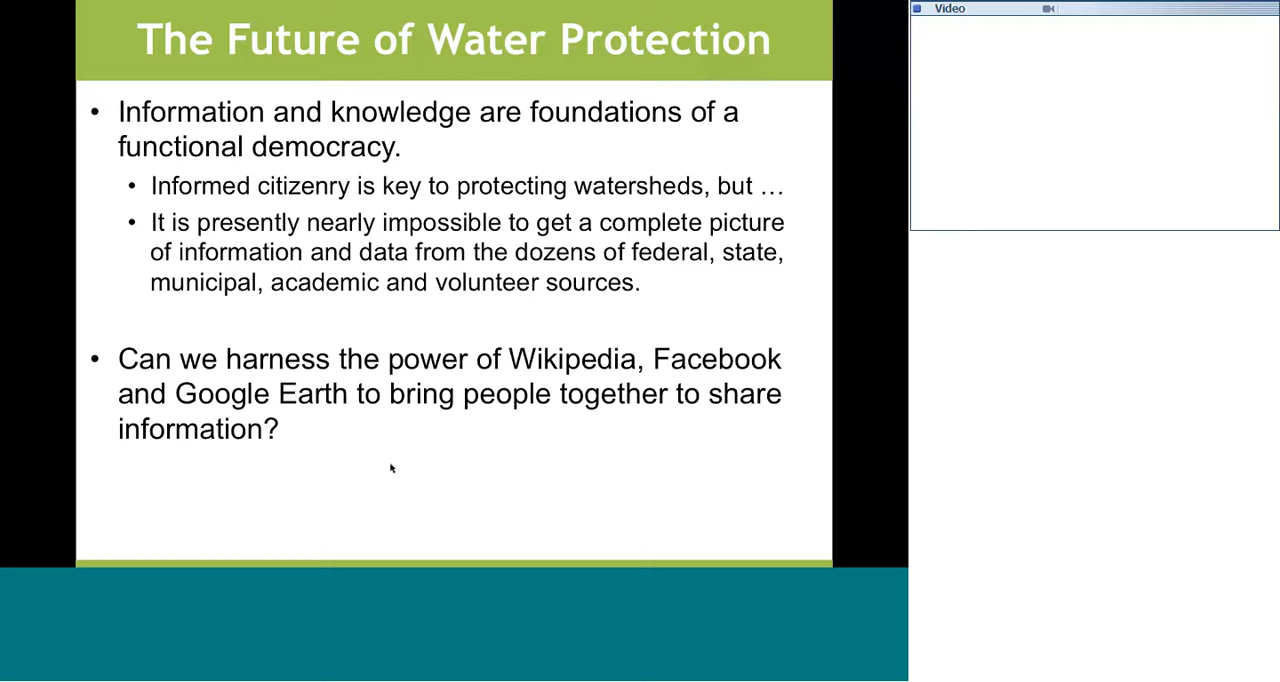 The Future of Water Protection
Video
• Information and knowledge are foundations of a
functional democracy.
• Informed citizenry is key to protecting watersheds, but …
• It is presently nearly impossible to get a complete picture
of information and data from the dozens of federal, state,
municipal, academic and volunteer sources.
• Can we harness the power of Wikipedia, Facebook
and Google Earth to bring people together to share
information?